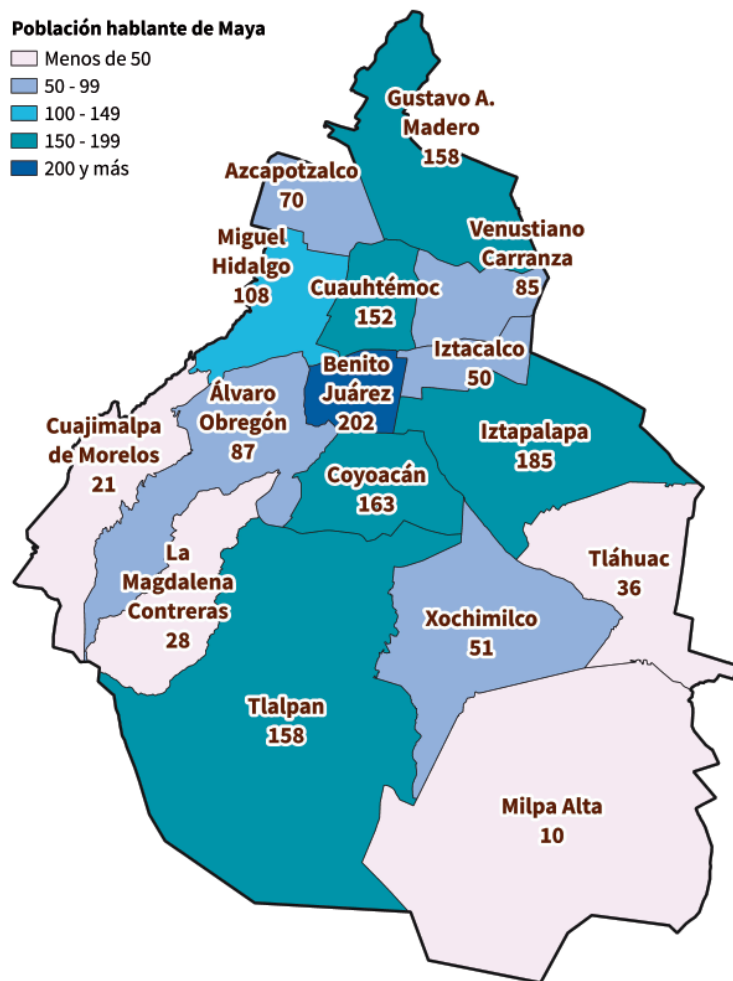 Población hablante de Maya
Menos de 50
50 - 99
100 - 149
150 - 199
200 y más
Gustavo A.
Madero
158
Azcapotzalco
70
Venustiano
Carranza
85
Miguel
Hidalgo
108
Cuauhtémoc
152
Iztacalco
50
Benito
Juárez
202
Álvaro
Obregón
87
Cuajimalpa
de Morelos
21
Iztapalapa
185
Coyoacán
163
La
Magdalena
Contreras
28
Tláhuac
36
Xochimilco
51
Tlalpan
158
Milpa Alta
10